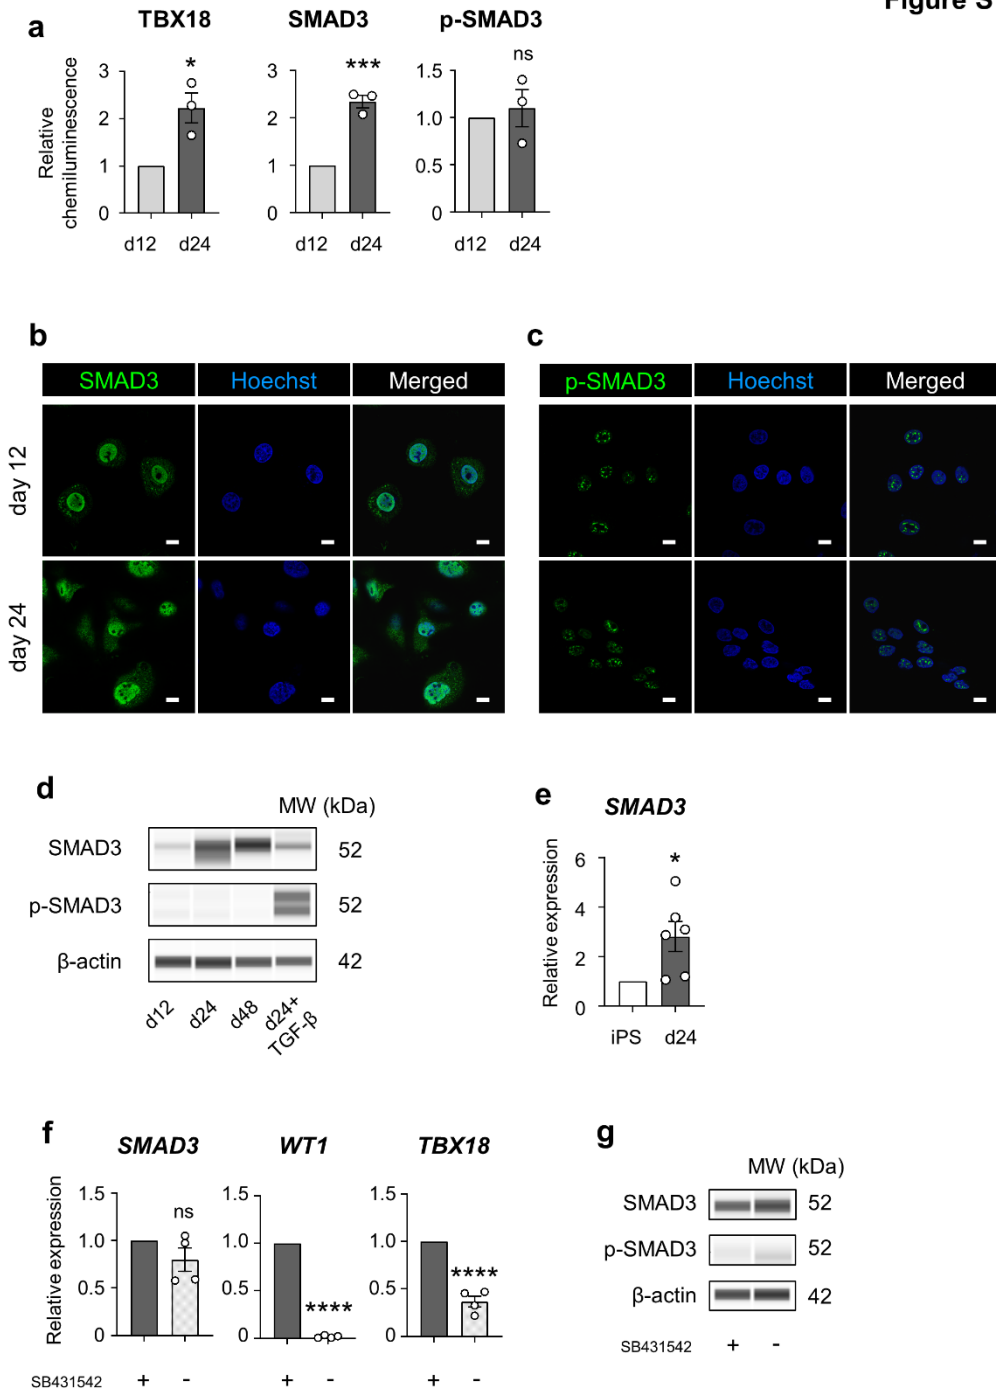 Figure S
a
TBX18 SMAD3 p-SMAD3
Relative chemiluminescence
3
2
1
0
*
d12 d24
3
2
1
0
***
d12 d24
1.5
1.0
0.5
0
ns
d12 d24
b
SMAD3 Hoechst Merged
day 12
day 24
c
p-SMAD3 Hoechst Merged
d
MW (kDa)
SMAD3 52
p-SMAD3 52
β-actin 42
d12 d24 d48 d24+ TGF-β
e
SMAD3
Relative expression
6
4
2
0
*
iPS d24
f
SMAD3 WT1 TBX18
Relative expression
1.5
1.0
0.5
0
ns
1.5
1.0
0.5
0
****
1.5
1.0
0.5
0
****
SB431542 + - + - + -
g
MW (kDa)
SMAD3 52
p-SMAD3 52
β-actin 42
SB431542 + -